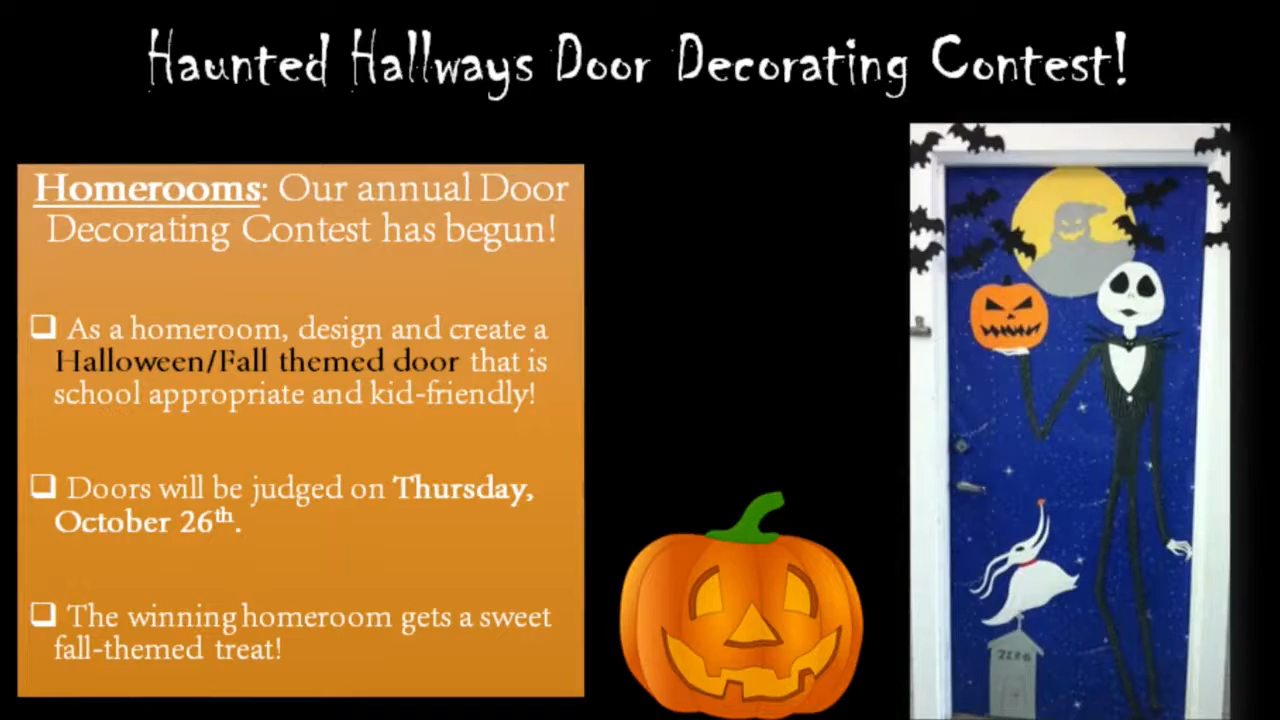 Haunted Hallways Door Decorating Contest!
Homerooms: Our annual Door
Decorating Contest has begun!
❑ As a homeroom, design and create a
Halloween/Fall themed door that is
school appropriate and kid-friendly!
❑ Doors will be judged on Thursday,
October 26th.
❑ The winning homeroom gets a sweet
fall-themed treat!
ZERO